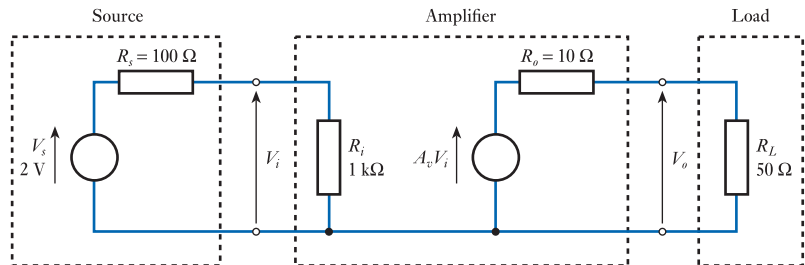 Source
Amplifier
Load
Rs = 100 Ω
Ro = 10 Ω
Vs
2 V
Vi
Ri
1 kΩ
AvVi
Vo
RL
50 Ω